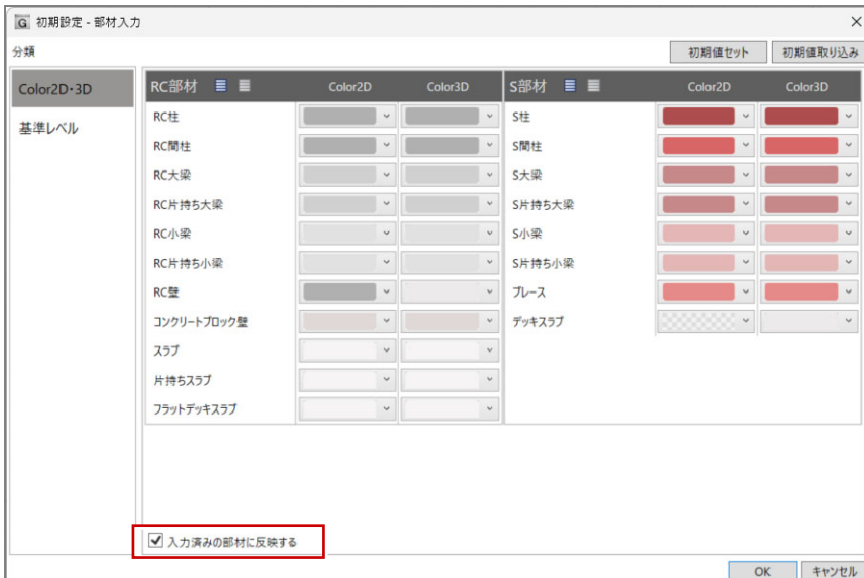 G 初期設定 - 部材入力 ×
分類 初期値セット 初期値取り込み
Color2D・3D
基準レベル
RC部材 Color2D Color3D S部材 Color2D Color3D
RC柱 S柱
RC間柱 S間柱
RC大梁 S大梁
RC片持ち大梁 S片持ち大梁
RC小梁 S小梁
RC片持ち小梁 S片持ち小梁
RC壁 ブレース
コンクリートブロック壁 デッキスラブ
スラブ
片持ちスラブ
フラットデッキスラブ
入力済みの部材に反映する
OK キャンセル